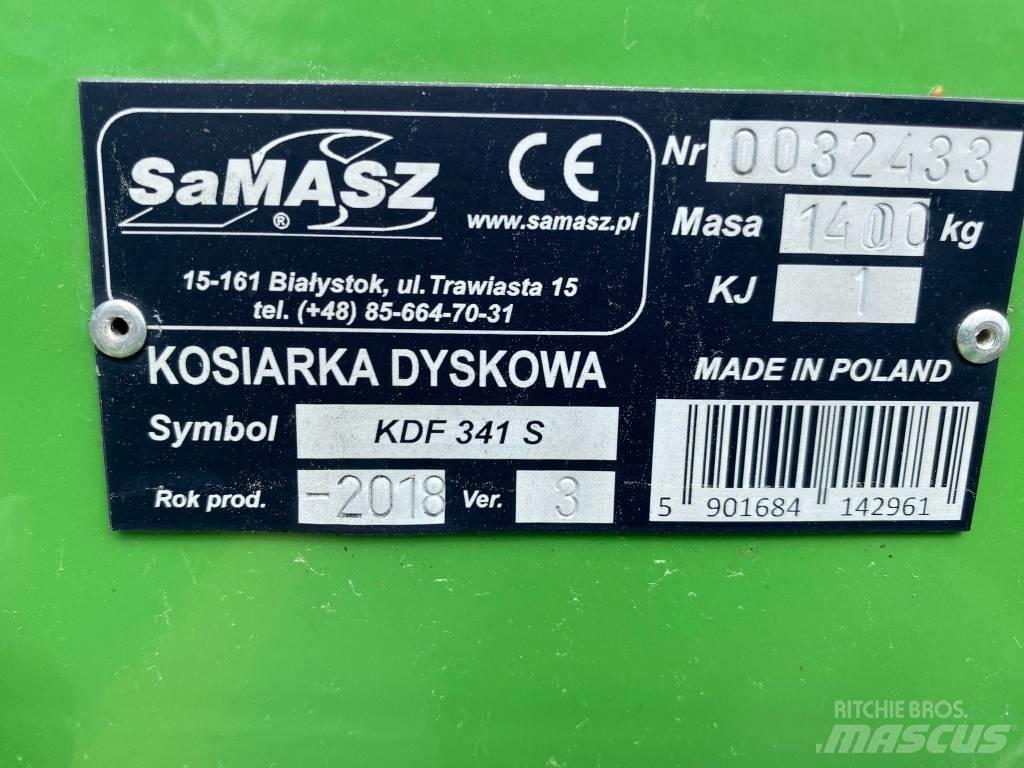 SaMASZ
®
CE
www.samasz.pl
15-161 Białystok, ul. Trawiasta 15
tel. (+48) 85-664-70-31
Nr 0032433
Masa 1400 kg
KJ 1
KOSIARKA DYSKOWA
MADE IN POLAND
Symbol KDF 341 S
Rok prod. -2018 Ver. 3
5 901684 142961
RITCHIE BROS.
MASCUS